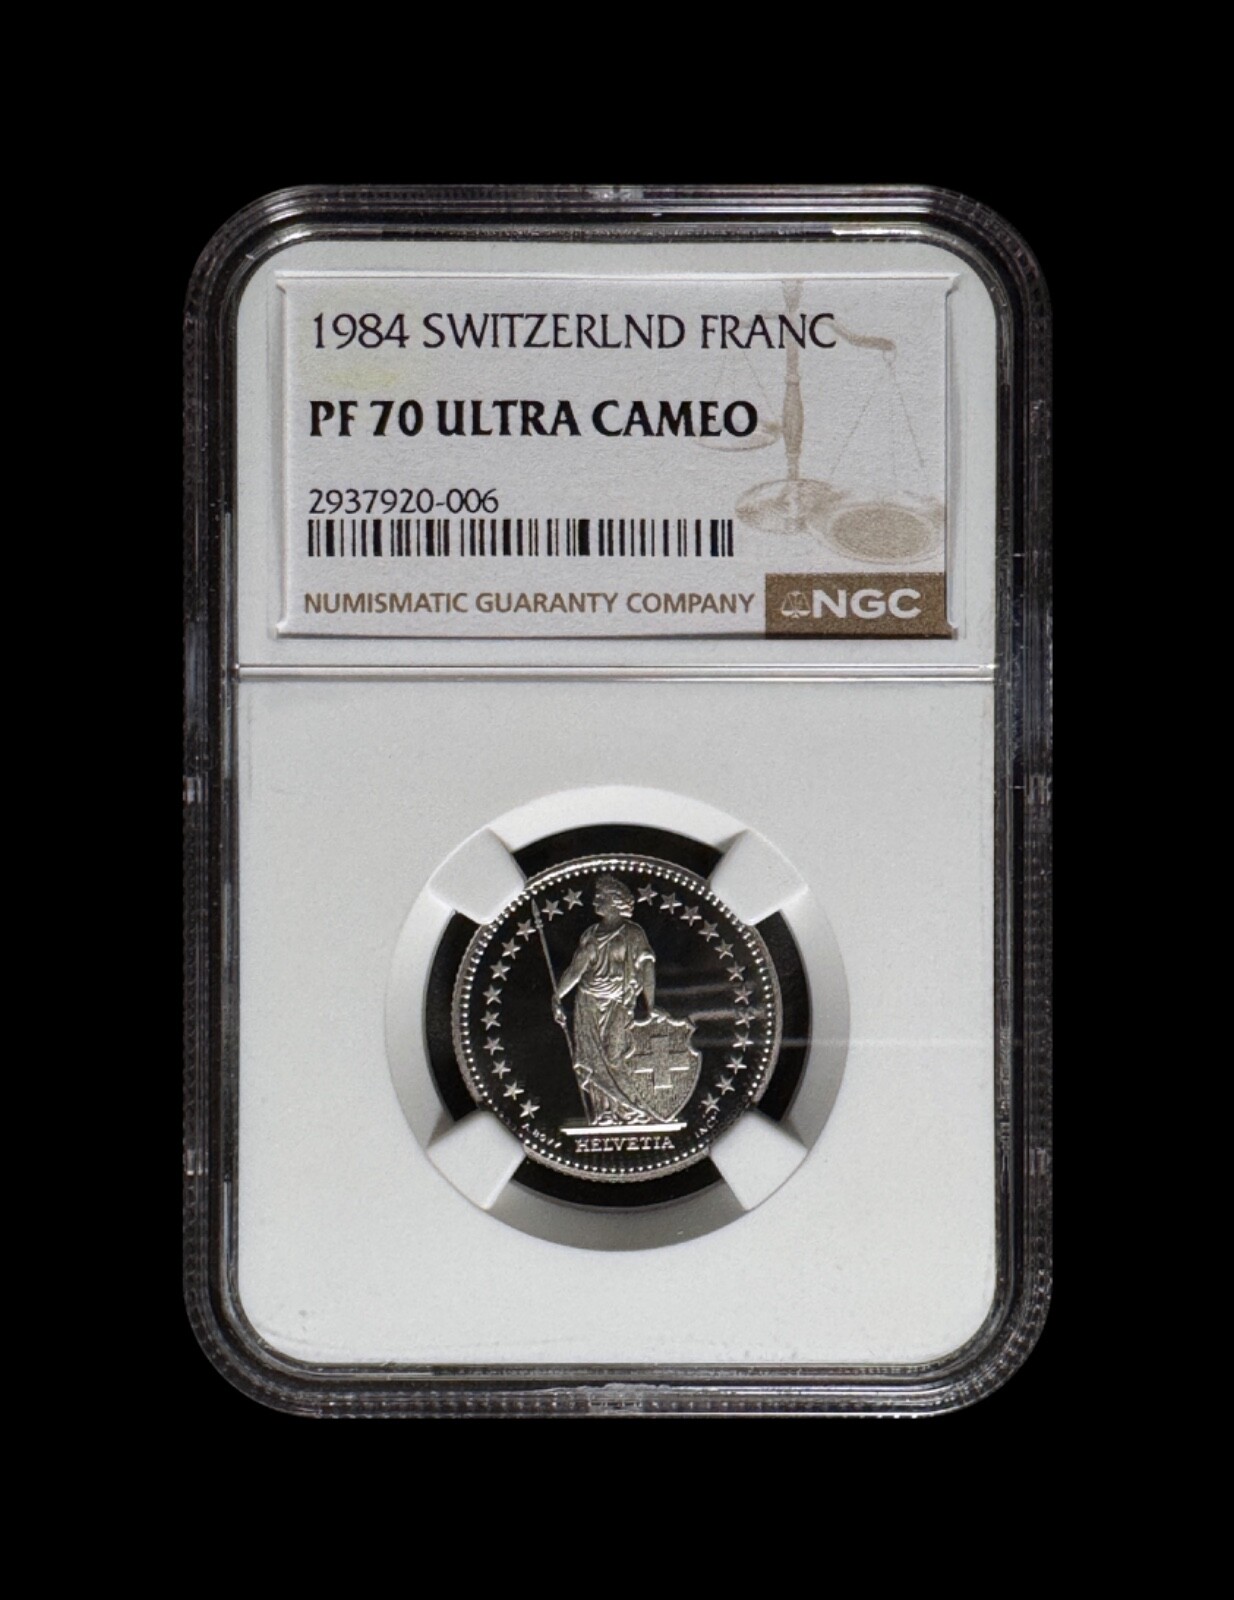 1984 SWITZERLND FRANC
PF 70 ULTRA CAMEO
2937920-006
NUMISMATIC GUARANTY COMPANY NGC
HELVETIA